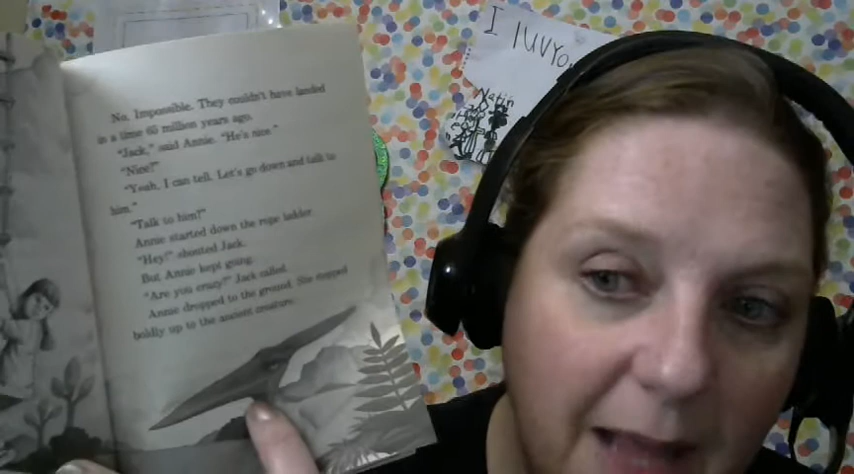 No. Impossible. They couldn't have landed
in a time 65 million years ago.
"Jack," said Annie. "He's nice."
"Nice?"
"Yeah, I can tell. Let's go down and talk to
him."
"Talk to him?"
Annie started down the rope ladder.
"Hey!" shouted Jack.
But Annie kept going.
"Are you crazy?" Jack called.
Annie dropped to the ground. She stepped
boldly up to the ancient creature.
I luvYo